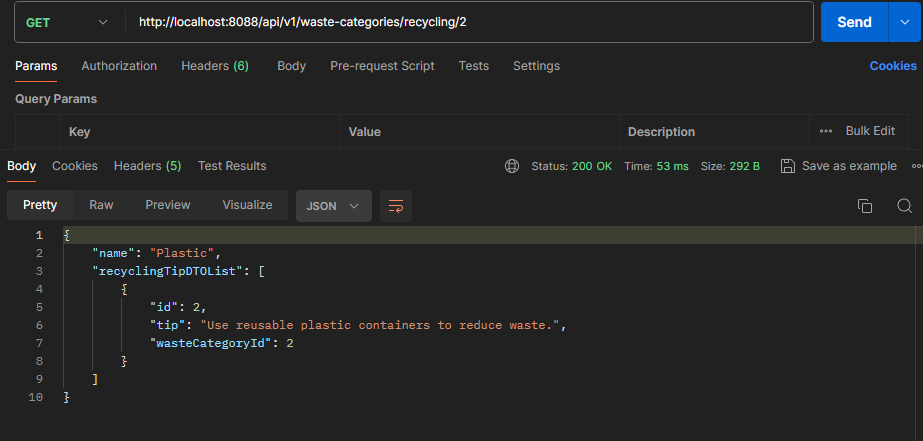 GET http://localhost:8088/api/v1/waste-categories/recycling/2 Send
Params Authorization Headers (6) Body Pre-request Script Tests Settings Cookies
Query Params
Key Value Description ••• Bulk Edit
Body Cookies Headers (5) Test Results Status: 200 OK Time: 53 ms Size: 292 B Save as example
Pretty Raw Preview Visualize JSON
1 {
2 "name": "Plastic",
3 "recyclingTipDTOList": [
4 {
5 "id": 2,
6 "tip": "Use reusable plastic containers to reduce waste.",
7 "wasteCategoryId": 2
8 }
9 ]
10 }